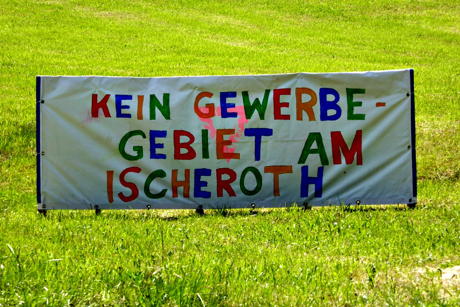 KEIN GEWERBE-
GEBIET AM
ISCHEROTH